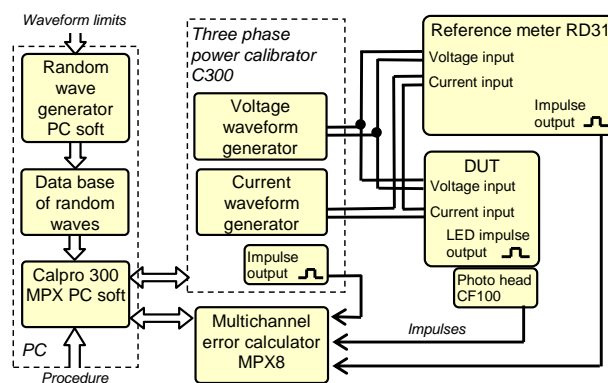 Waveform limits
Random
wave
generator
PC soft
Data base
of random
waves
Calpro 300
MPX PC soft
PC
Procedure
Three phase
power calibrator
C300
Voltage
waveform
generator
Current
waveform
generator
Impulse
output
Multichannel
error calculator
MPX8
Reference meter RD31
Voltage input
Current input
Impulse
output
DUT
Voltage input
Current input
LED impulse
output
Photo head
CF100
Impulses